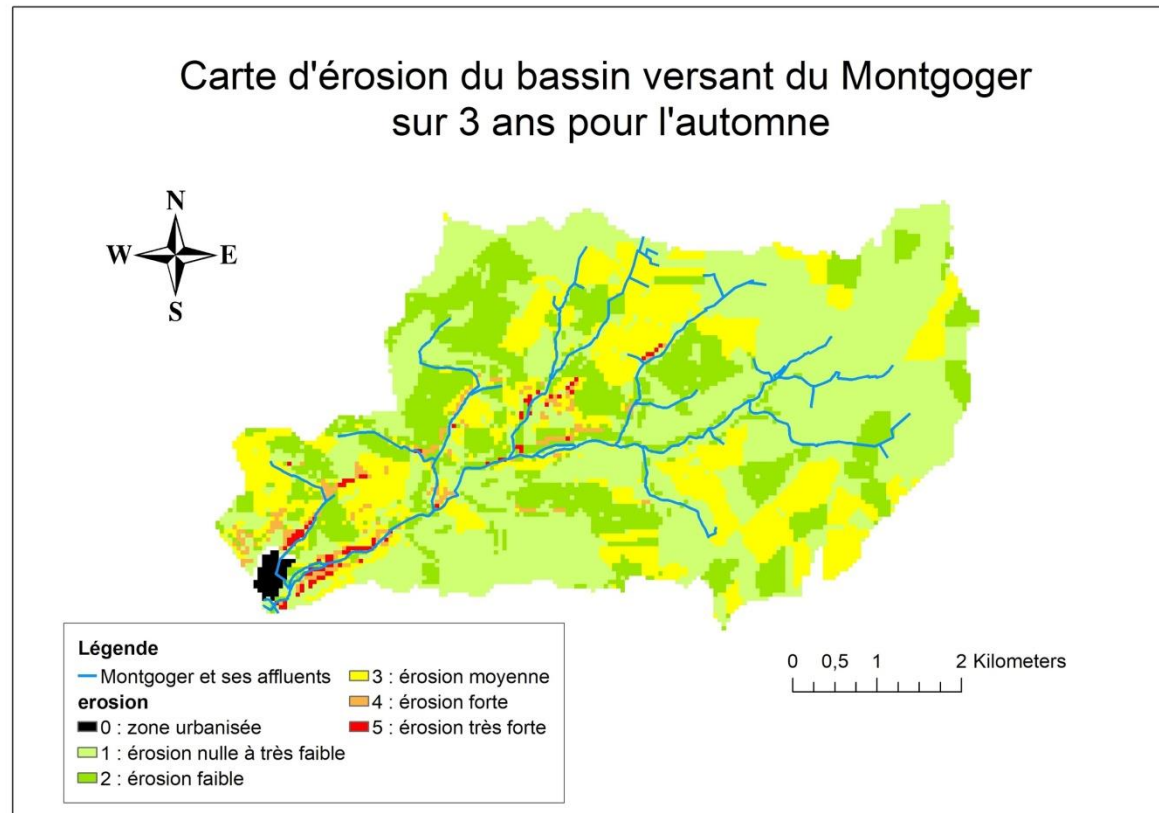 Carte d'érosion du bassin versant du Montgoger
sur 3 ans pour l'automne
N
W E
S
Légende
Montgoger et ses affluents
erosion
0 : zone urbanisée
1 : érosion nulle à très faible
2 : érosion faible
3 : érosion moyenne
4 : érosion forte
5 : érosion très forte
0 0,5 1 2 Kilometers